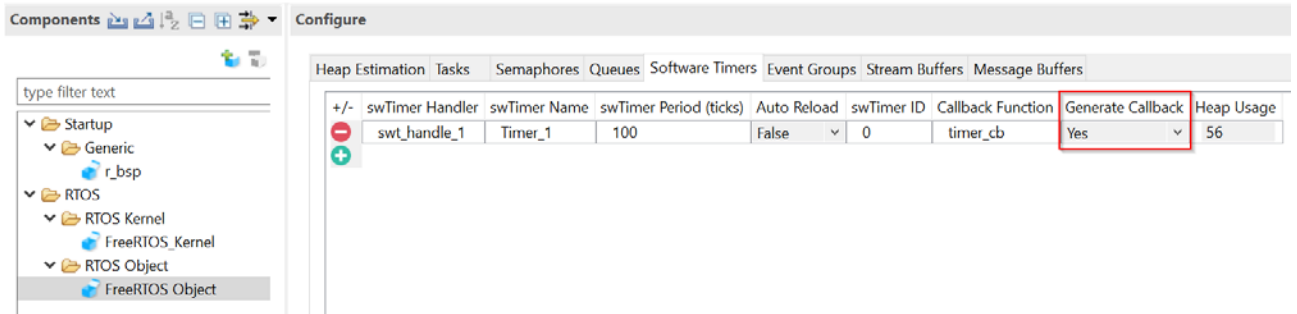 Components
Configure
type filter text
Startup
Generic
r_bsp
RTOS
RTOS Kernel
FreeRTOS_Kernel
RTOS Object
FreeRTOS Object
Heap Estimation Tasks Semaphores Queues Software Timers Event Groups Stream Buffers Message Buffers
+/- swTimer Handler swTimer Name swTimer Period (ticks) Auto Reload swTimer ID Callback Function Generate Callback Heap Usage
swt_handle_1 Timer_1 100 False 0 timer_cb Yes 56